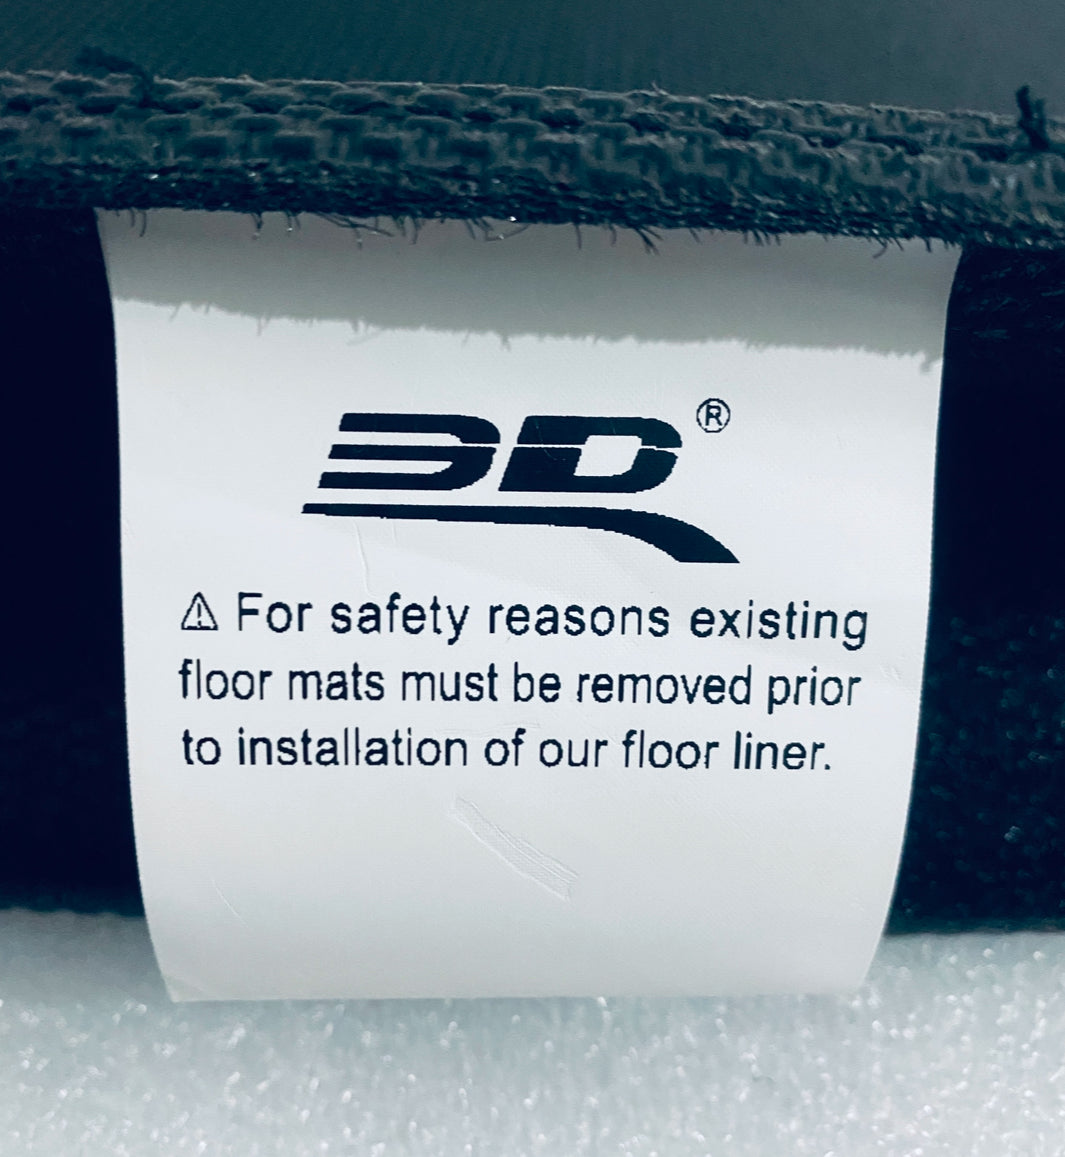 3D®
⚠ For safety reasons existing
floor mats must be removed prior
to installation of our floor liner.